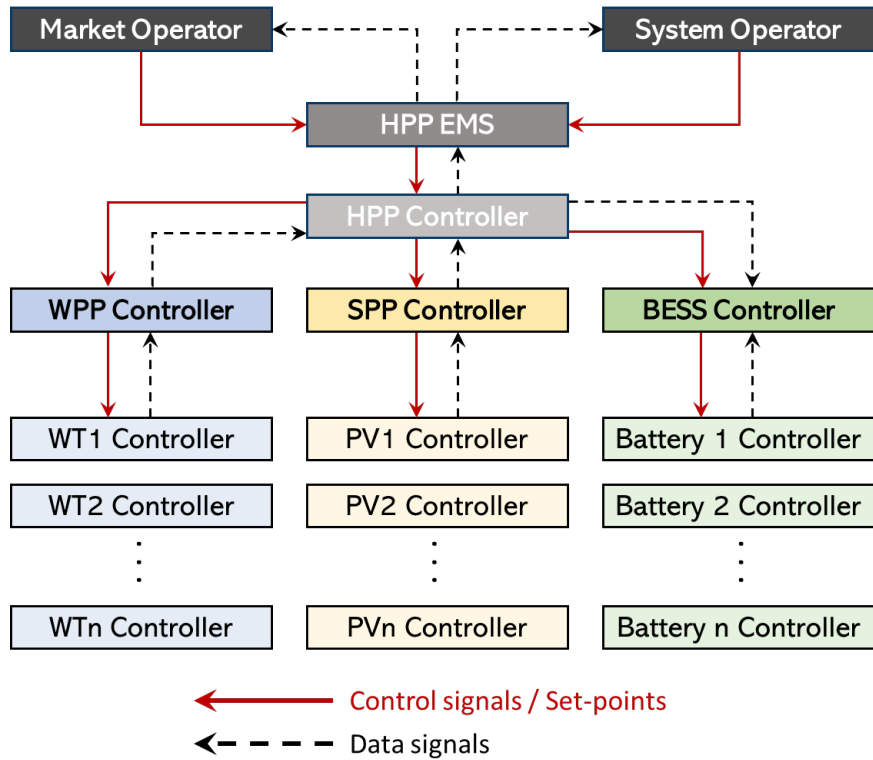 Market Operator
System Operator
HPP EMS
HPP Controller
WPP Controller
SPP Controller
BESS Controller
WT1 Controller
PV1 Controller
Battery 1 Controller
WT2 Controller
PV2 Controller
Battery 2 Controller
WTn Controller
PVn Controller
Battery n Controller
Control signals / Set-points
Data signals